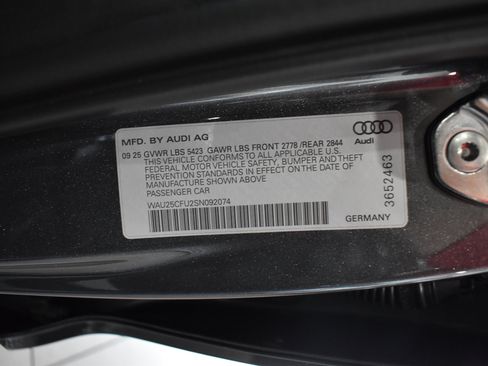 MFD. BY AUDI AG
Audi
09 25 GVWR LBS 5423 GAWR LBS FRONT 2778 /REAR 2844
THIS VEHICLE CONFORMS TO ALL APPLICABLE U.S.
FEDERAL MOTOR VEHICLE SAFETY, BUMPER AND THEFT
PREVENTION STANDARDS IN EFFECT ON THE DATE OF
MANUFACTURE SHOWN ABOVE
PASSENGER CAR
WAU25CFU2SN092074
3652463
GERMANY